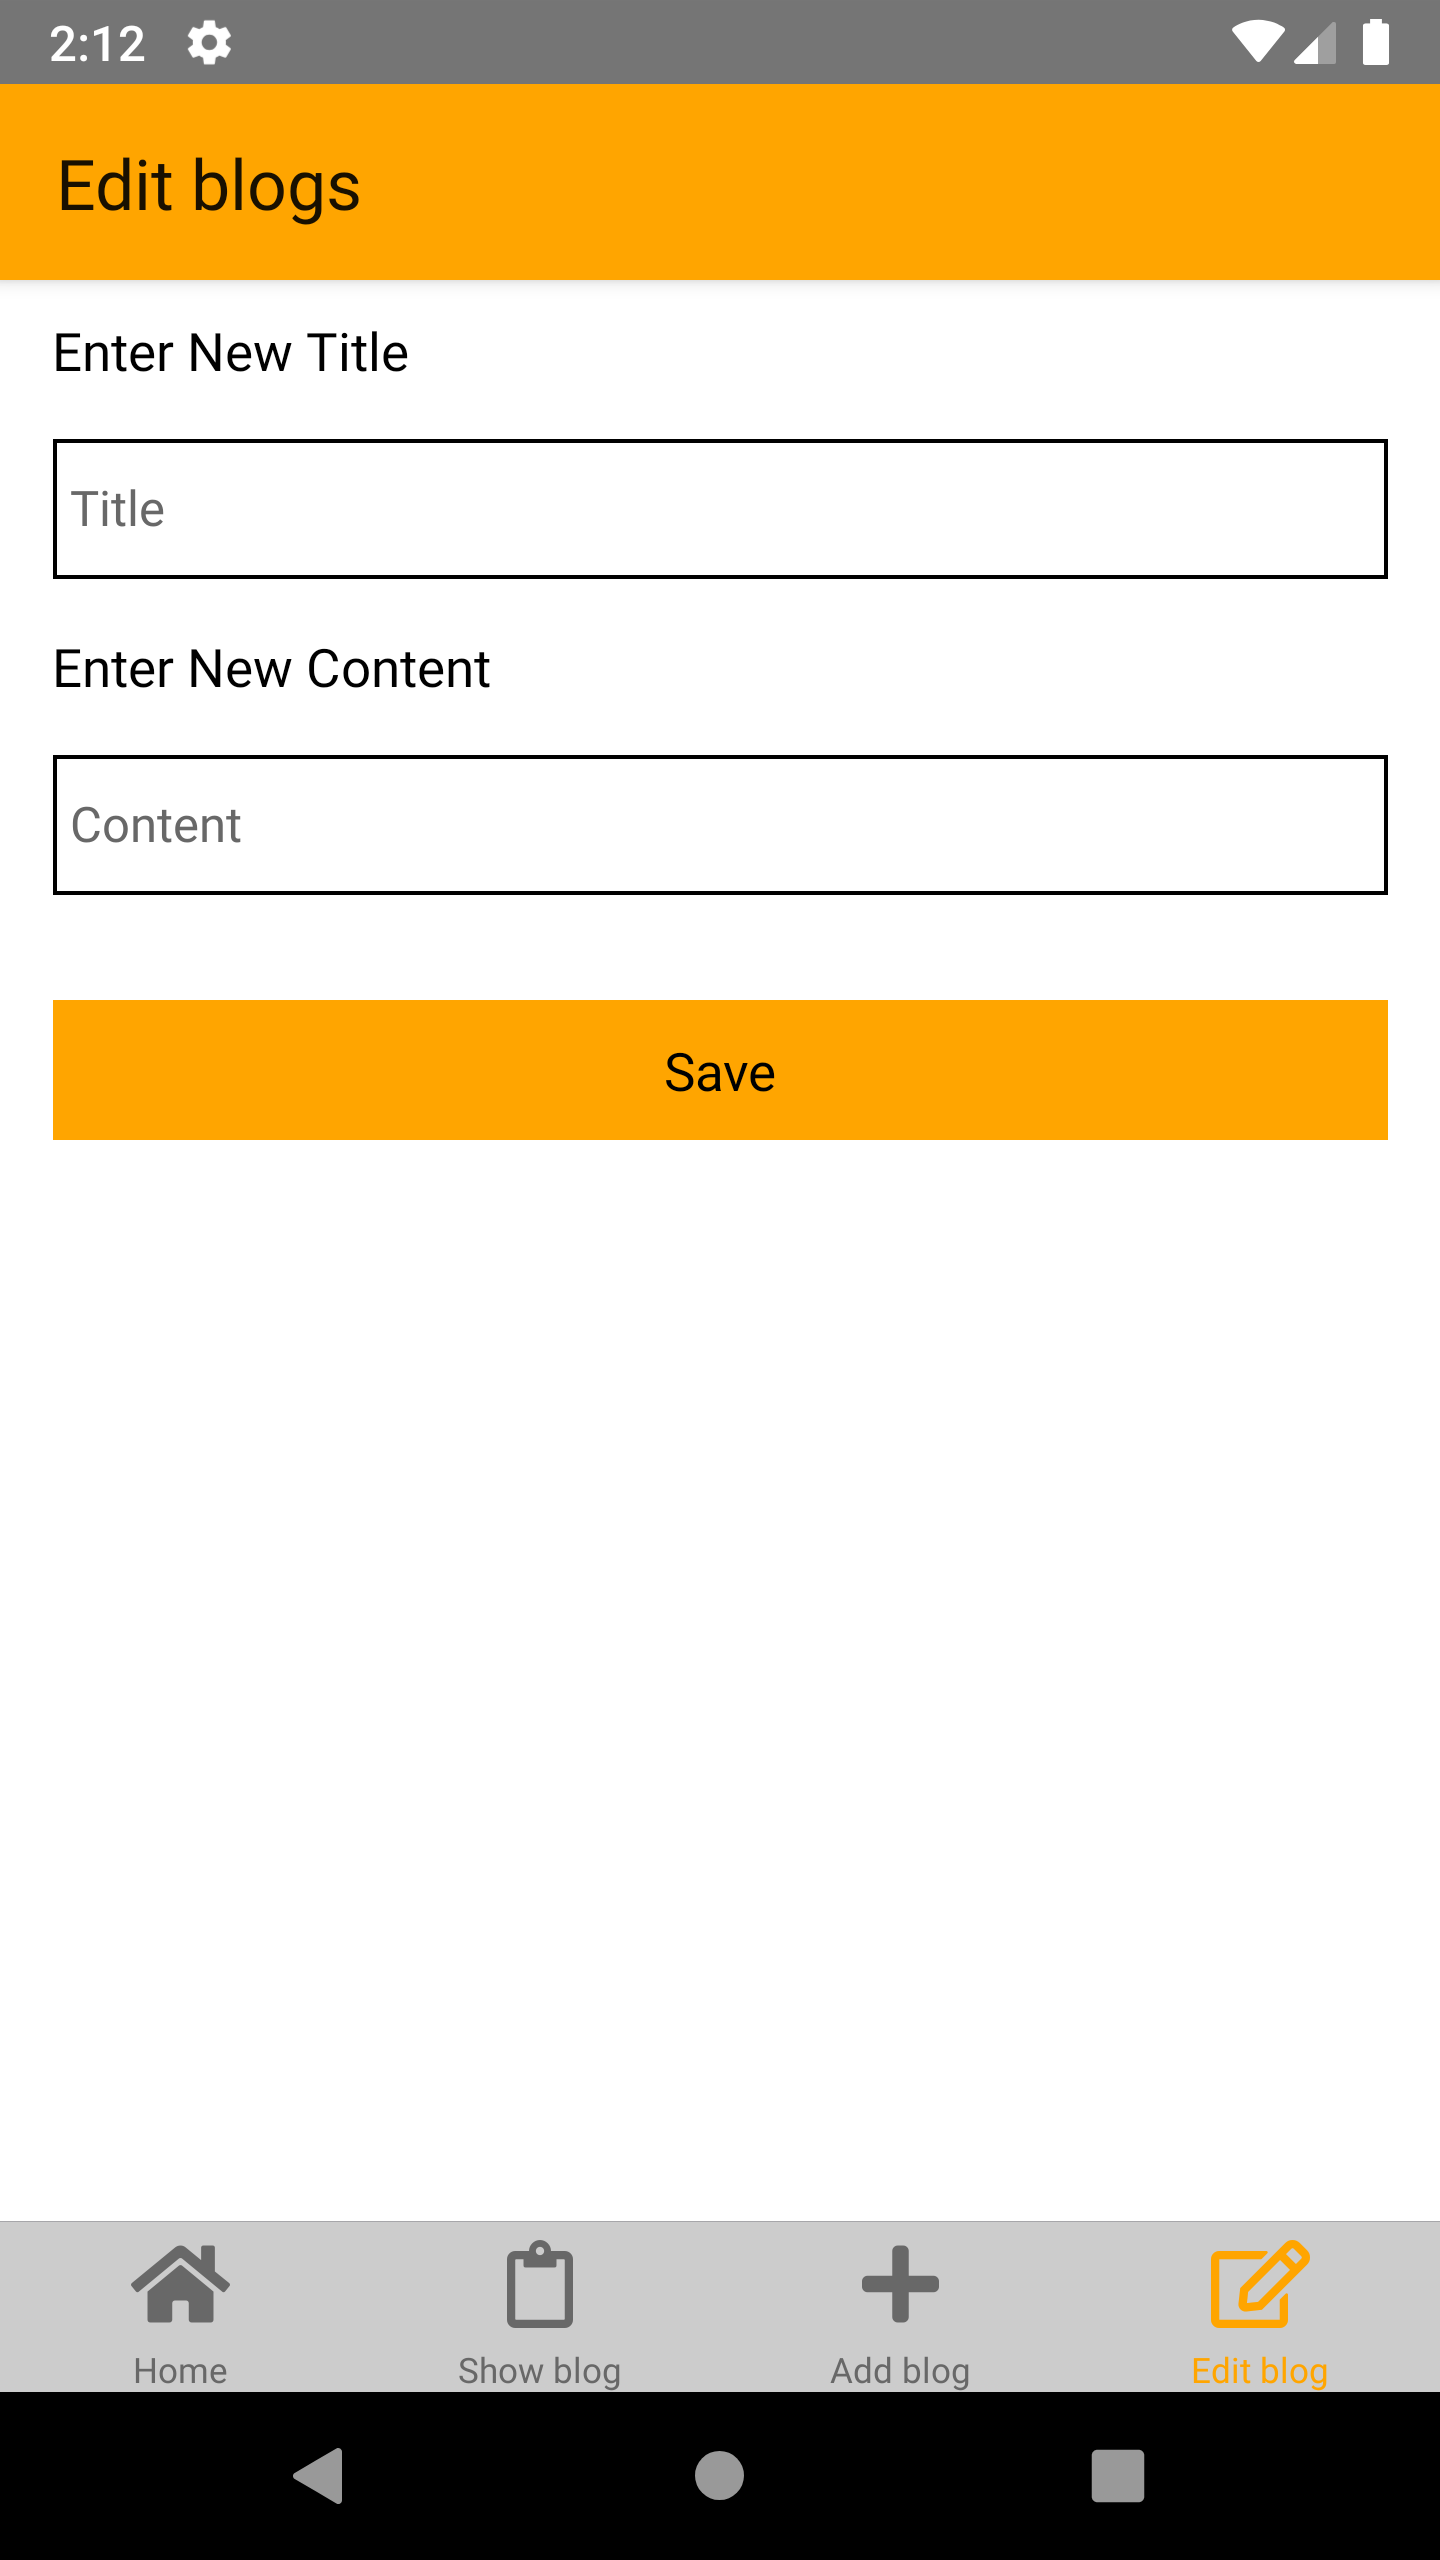 2:12
Edit blogs
Enter New Title
Title
Enter New Content
Content
Save
Home
Show blog
Add blog
Edit blog